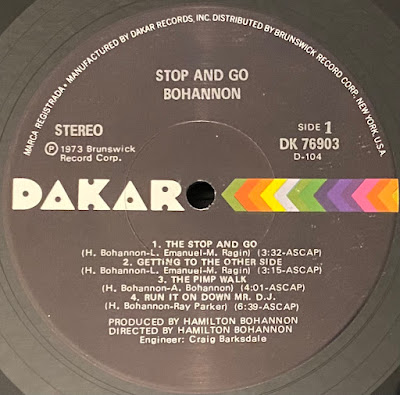 MARCA REGISTRADA • MANUFACTURED BY DAKAR RECORDS, INC. DISTRIBUTED BY BRUNSWICK RECORD CORP., NEW YORK, U.S.A.
STOP AND GO
BOHANNON
STEREO
Ⓟ 1973 Brunswick
Record Corp.
SIDE 1
DK 76903
D-104
DAKAR
1. THE STOP AND GO
(H. Bohannon-L. Emanuel-M. Ragin) (3:32-ASCAP)
2. GETTING TO THE OTHER SIDE
(H. Bohannon-L. Emanuel-M. Ragin) (3:15-ASCAP)
3. THE PIMP WALK
(H. Bohannon-A. Bohannon) (4:01-ASCAP)
4. RUN IT ON DOWN MR. D.J.
(H. Bohannon-Ray Parker) (6:39-ASCAP)
PRODUCED BY HAMILTON BOHANNON
DIRECTED BY HAMILTON BOHANNON
Engineer: Craig Barksdale